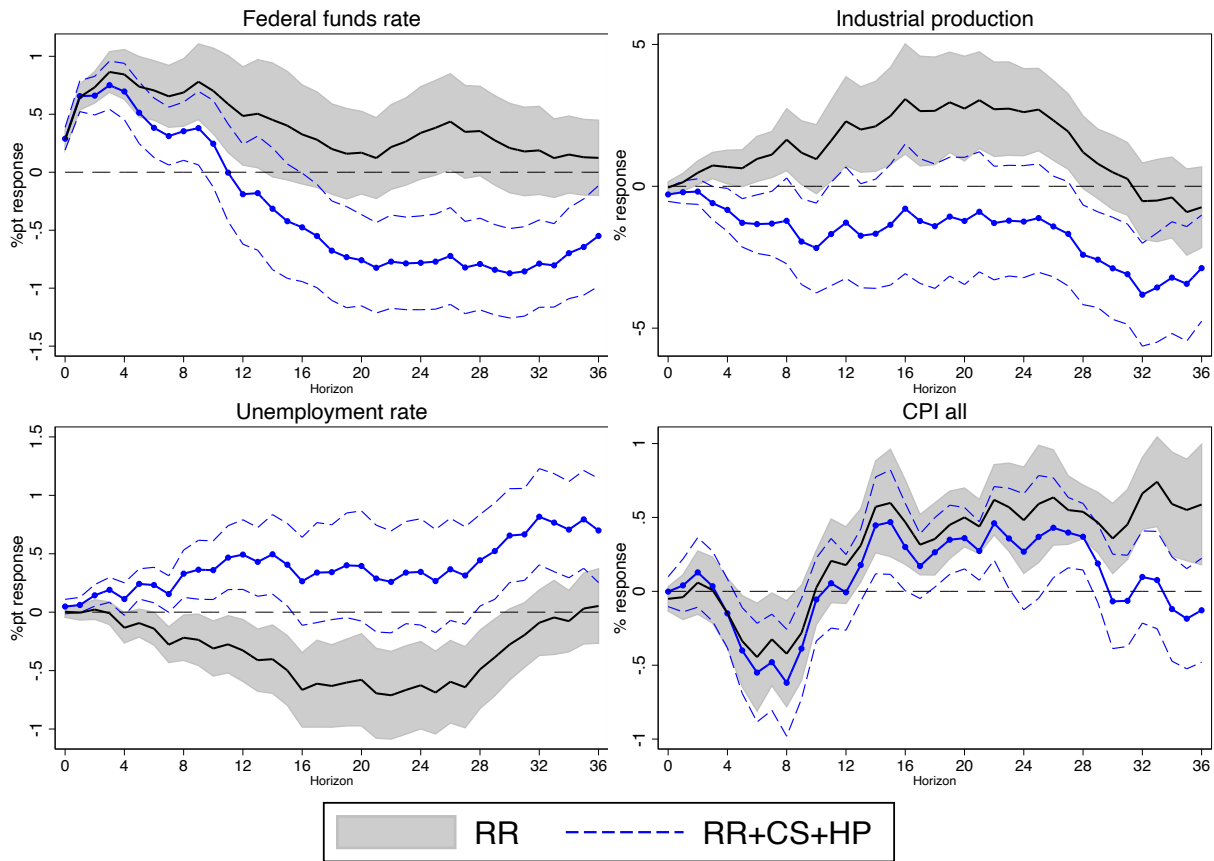 Federal funds rate
%pt response
1
.5
0
-.5
-1
-1.5
0 4 8 12 16 20 24 28 32 36
Horizon
Industrial production
% response
5
0
-5
0 4 8 12 16 20 24 28 32 36
Horizon
Unemployment rate
%pt response
1.5
1
.5
0
-.5
-1
0 4 8 12 16 20 24 28 32 36
Horizon
CPI all
% response
1
.5
0
-.5
-1
0 4 8 12 16 20 24 28 32 36
Horizon
RR RR+CS+HP